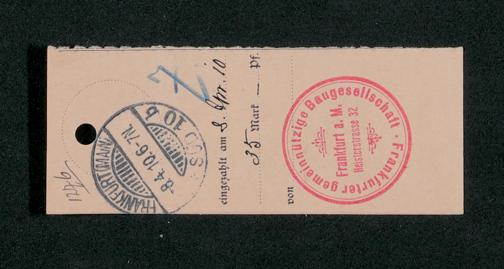 eingezahlt am 8. Apr. 10
35 Mark — Pf.
von
Frankfurter gemeinnützige Baugesellschaft
Frankfurt a. M.
Heisterstrasse 32
FRANKFURT (MAIN)
-8.4.10.6-7N.
10 b